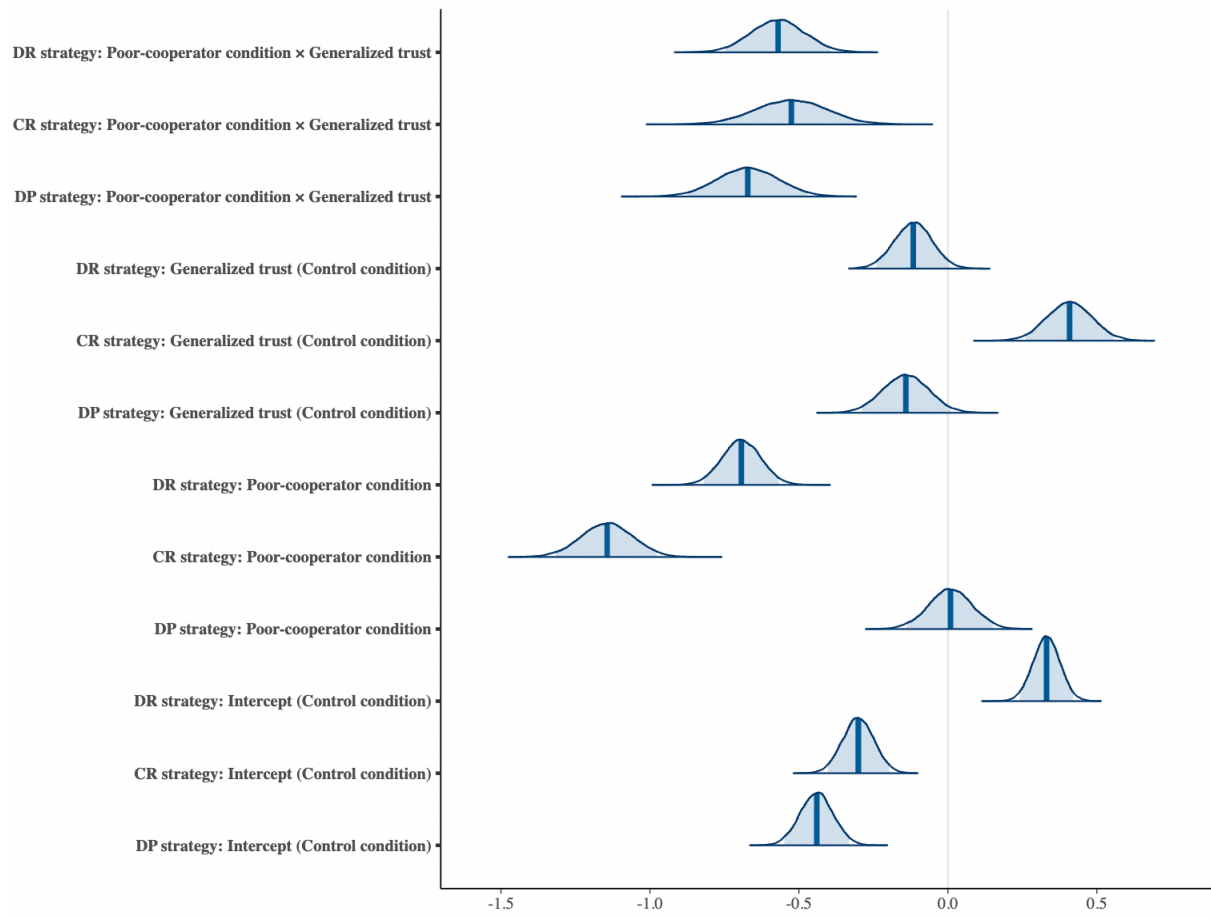 DR strategy: Poor-cooperator condition × Generalized trust
CR strategy: Poor-cooperator condition × Generalized trust
DP strategy: Poor-cooperator condition × Generalized trust
DR strategy: Generalized trust (Control condition)
CR strategy: Generalized trust (Control condition)
DP strategy: Generalized trust (Control condition)
DR strategy: Poor-cooperator condition
CR strategy: Poor-cooperator condition
DP strategy: Poor-cooperator condition
DR strategy: Intercept (Control condition)
CR strategy: Intercept (Control condition)
DP strategy: Intercept (Control condition)
-1.5 -1.0 -0.5 0.0 0.5